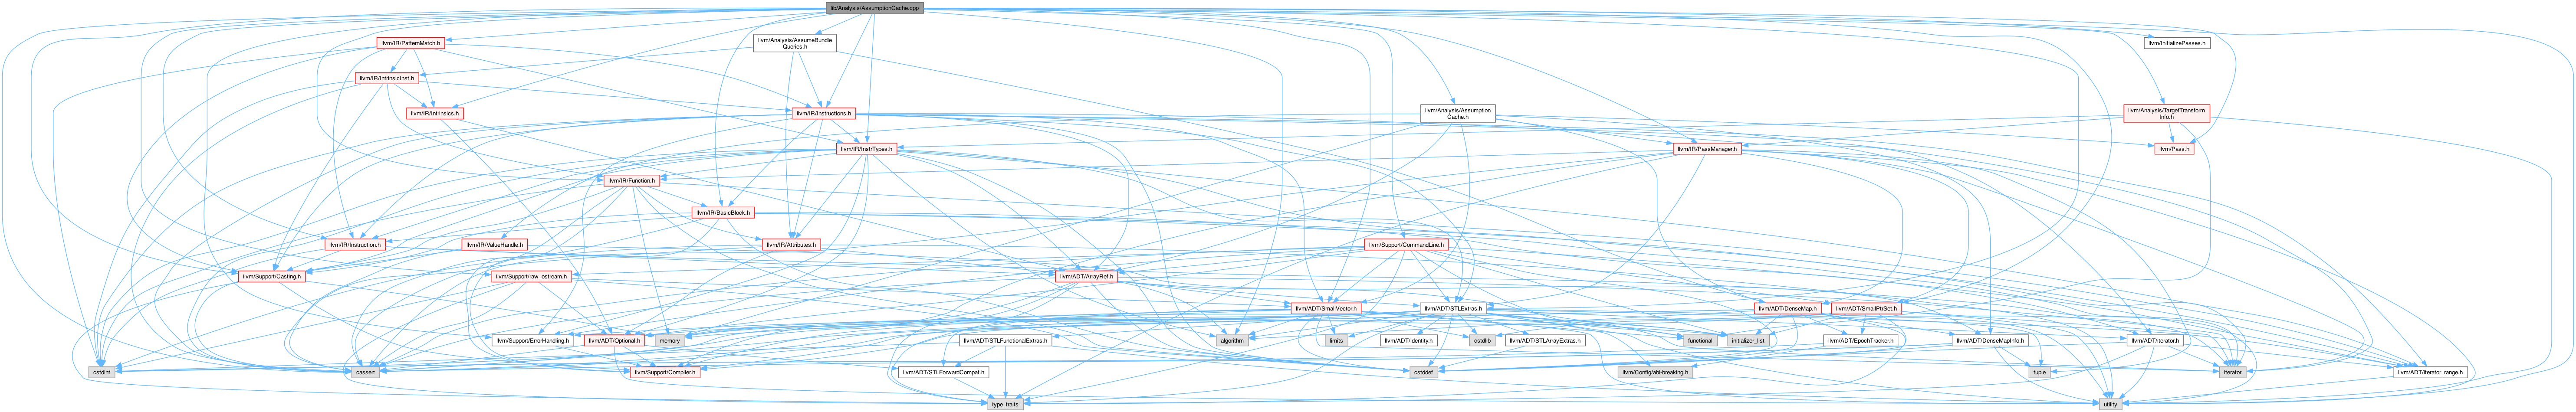 lib/Analysis/AssumptionCache.cpp
llvm/IR/PatternMatch.h
llvm/Analysis/AssumeBundle
Queries.h
llvm/InitializePasses.h
llvm/IR/IntrinsicInst.h
llvm/IR/Intrinsics.h
llvm/IR/Instructions.h
llvm/Analysis/Assumption
Cache.h
llvm/Analysis/TargetTransform
Info.h
llvm/IR/InstrTypes.h
llvm/IR/PassManager.h
llvm/Pass.h
llvm/IR/Function.h
llvm/IR/BasicBlock.h
llvm/IR/Instruction.h
llvm/IR/ValueHandle.h
llvm/IR/Attributes.h
llvm/Support/CommandLine.h
llvm/Support/Casting.h
llvm/Support/raw_ostream.h
llvm/ADT/ArrayRef.h
llvm/ADT/SmallVector.h
llvm/ADT/STLExtras.h
llvm/ADT/DenseMap.h
llvm/ADT/SmallPtrSet.h
llvm/Support/ErrorHandling.h
llvm/ADT/Optional.h
memory
llvm/ADT/STLFunctionalExtras.h
algorithm
limits
llvm/ADT/identity.h
cstdlib
llvm/ADT/STLArrayExtras.h
functional
initializer_list
llvm/ADT/EpochTracker.h
llvm/ADT/DenseMapInfo.h
llvm/ADT/iterator.h
cstdint
cassert
llvm/Support/Compiler.h
llvm/ADT/STLForwardCompat.h
cstddef
llvm/Config/abi-breaking.h
tuple
iterator
llvm/ADT/iterator_range.h
type_traits
utility